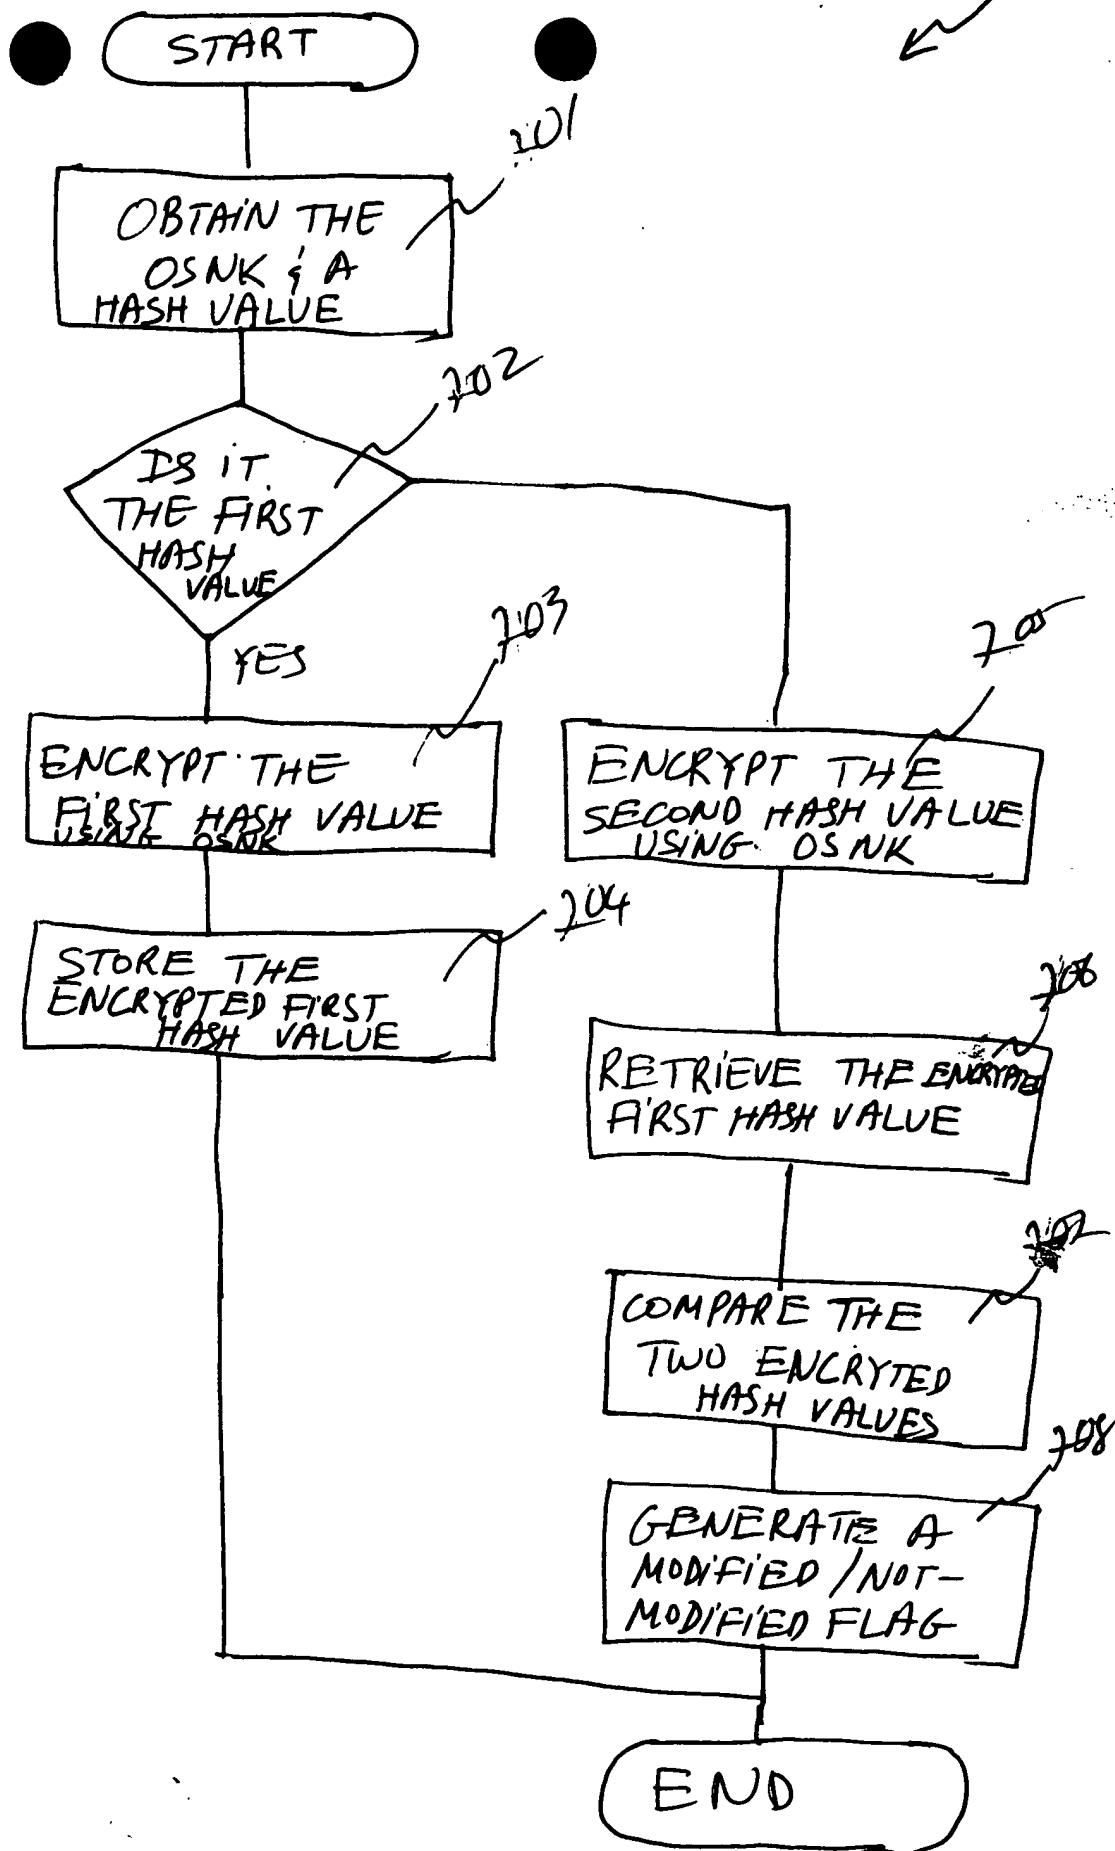 START
701
OBTAIN THE
OSNK & A
HASH VALUE
702
IS IT
THE FIRST
HASH
VALUE
YES
703
ENCRYPT THE
FIRST HASH VALUE
USING OSNK
704
STORE THE
ENCRYPTED FIRST
HASH VALUE
705
ENCRYPT THE
SECOND HASH VALUE
USING OSNK
706
RETRIEVE THE ENCRYPTED
FIRST HASH VALUE
COMPARE THE
TWO ENCRYTED
HASH VALUES
708
GENERATE A
MODIFIED/NOT-
MODIFIED FLAG
END